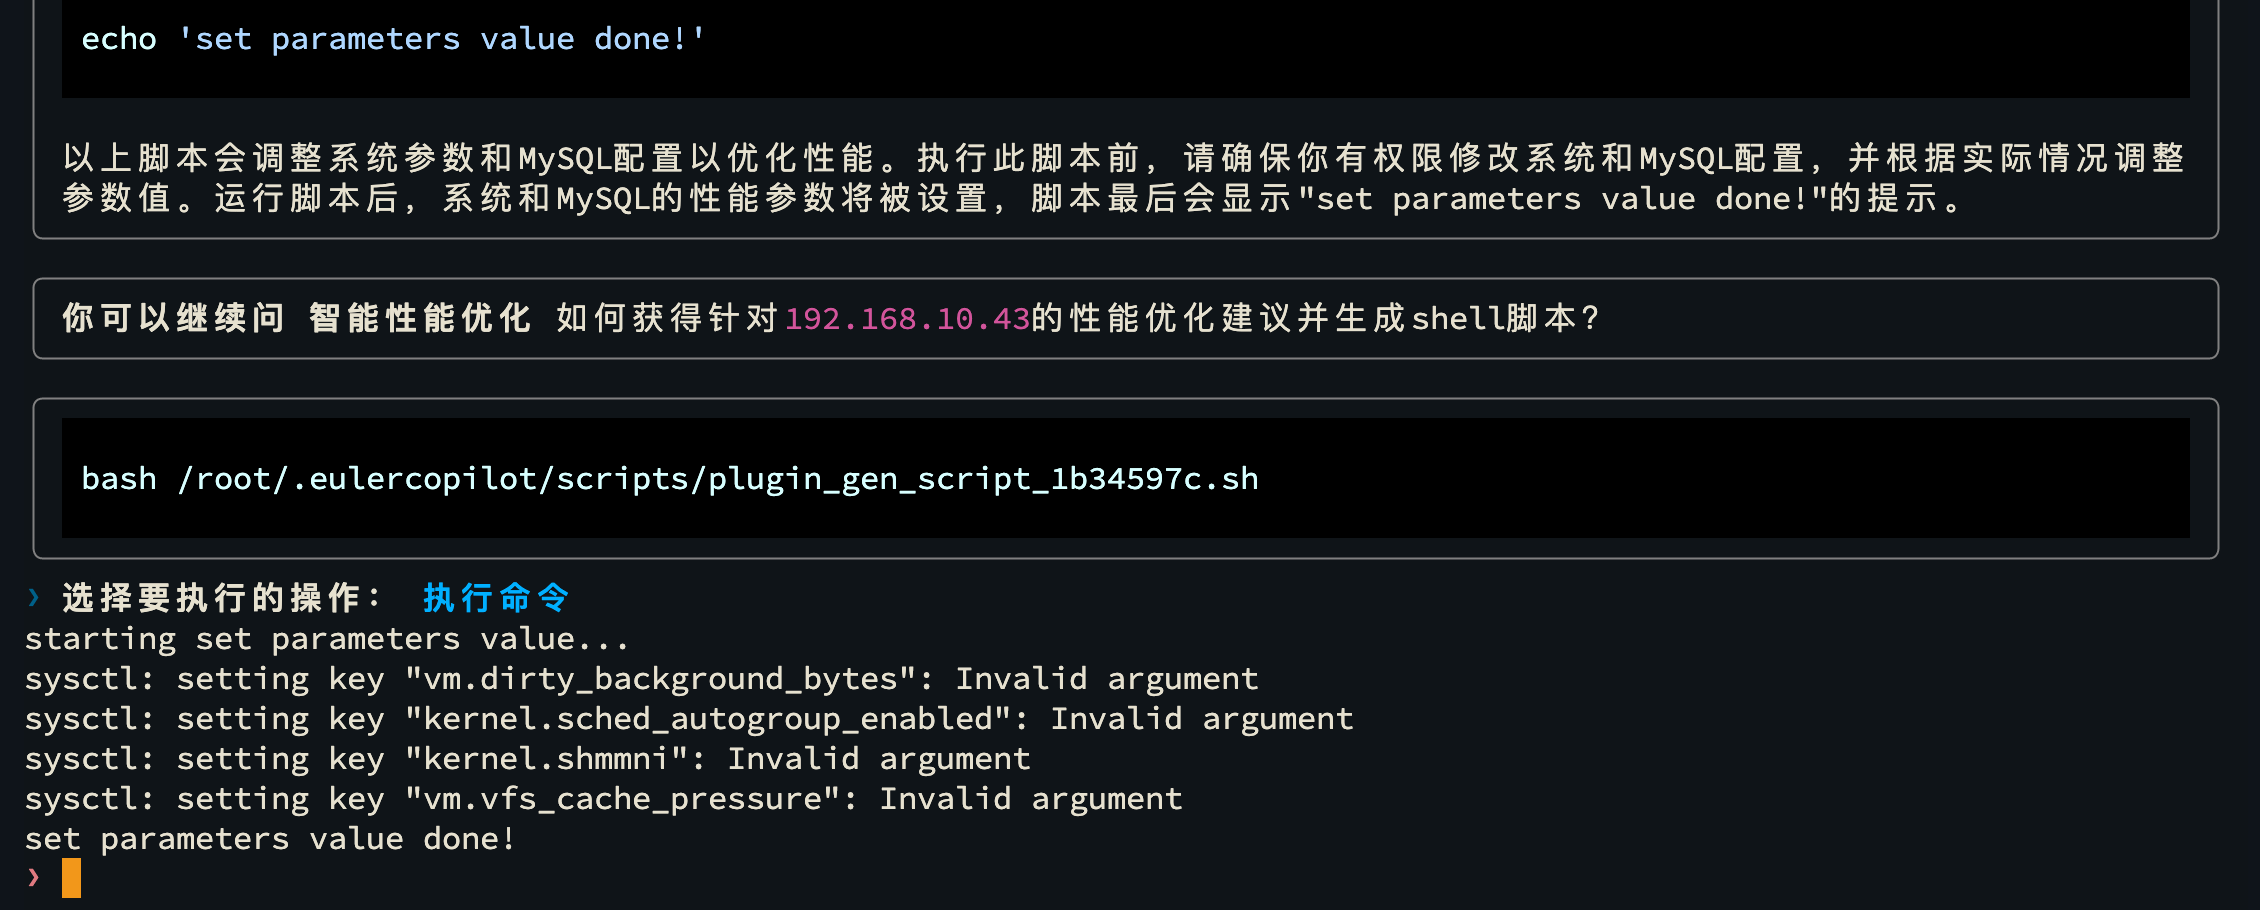 echo 'set parameters value done!'
以上脚本会调整系统参数和MySQL配置以优化性能。执行此脚本前，请确保你有权限修改系统和MySQL配置，并根据实际情况调整
参数值。运行脚本后，系统和MySQL的性能参数将被设置，脚本最后会显示"set parameters value done!"的提示。
你可以继续问 智能性能优化 如何获得针对192.168.10.43的性能优化建议并生成shell脚本？
bash /root/.eulercopilot/scripts/plugin_gen_script_1b34597c.sh
❯ 选择要执行的操作： 执行命令
starting set parameters value...
sysctl: setting key "vm.dirty_background_bytes": Invalid argument
sysctl: setting key "kernel.sched_autogroup_enabled": Invalid argument
sysctl: setting key "kernel.shmmni": Invalid argument
sysctl: setting key "vm.vfs_cache_pressure": Invalid argument
set parameters value done!
❯